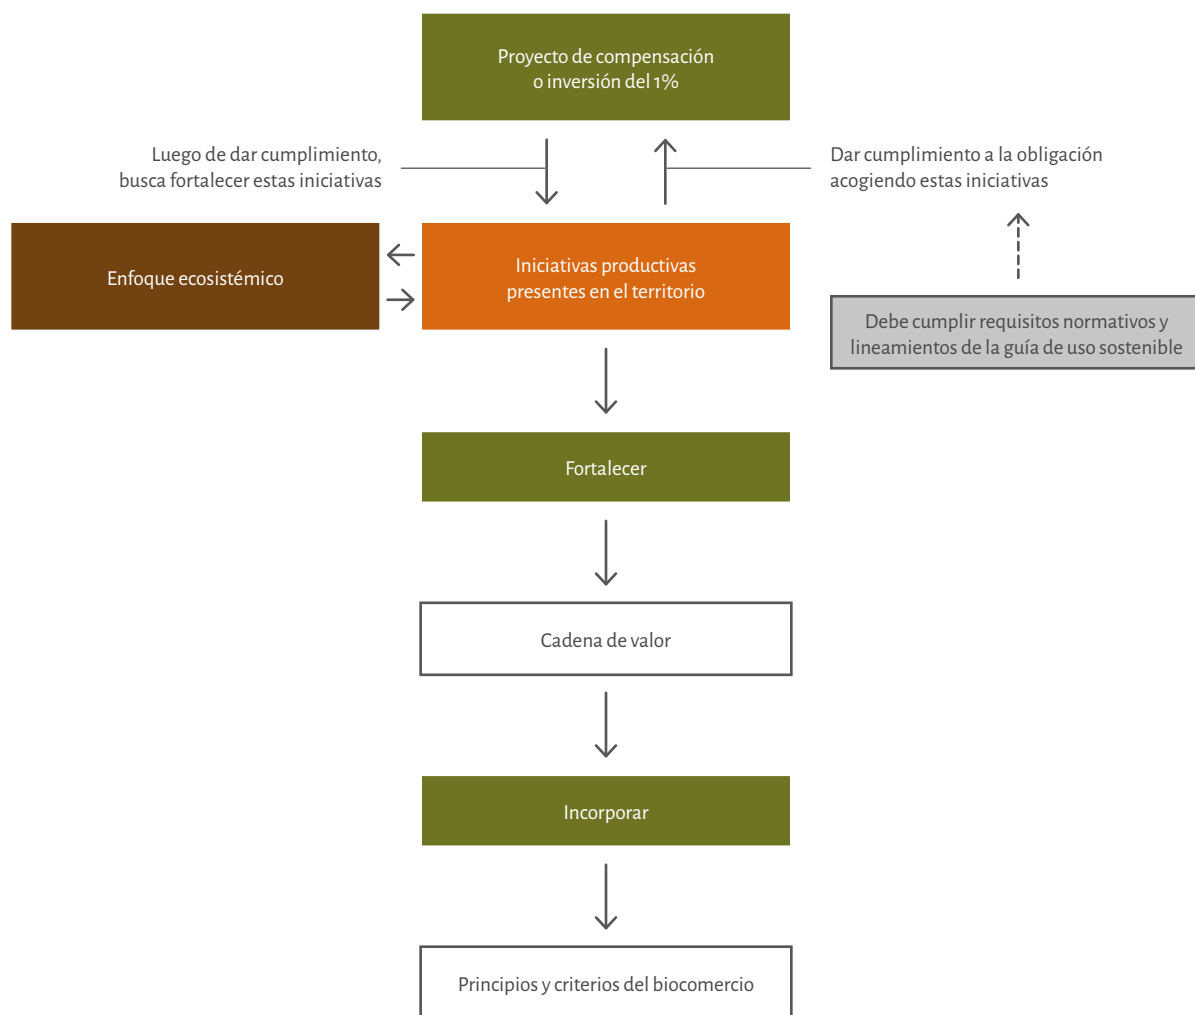 Proyecto de compensación
o inversión del 1%
Luego de dar cumplimiento,
busca fortalecer estas iniciativas
Dar cumplimiento a la obligación
acogiendo estas iniciativas
Enfoque ecosistémico
Iniciativas productivas
presentes en el territorio
Debe cumplir requisitos normativos y
lineamientos de la guía de uso sostenible
Fortalecer
Cadena de valor
Incorporar
Principios y criterios del biocomercio